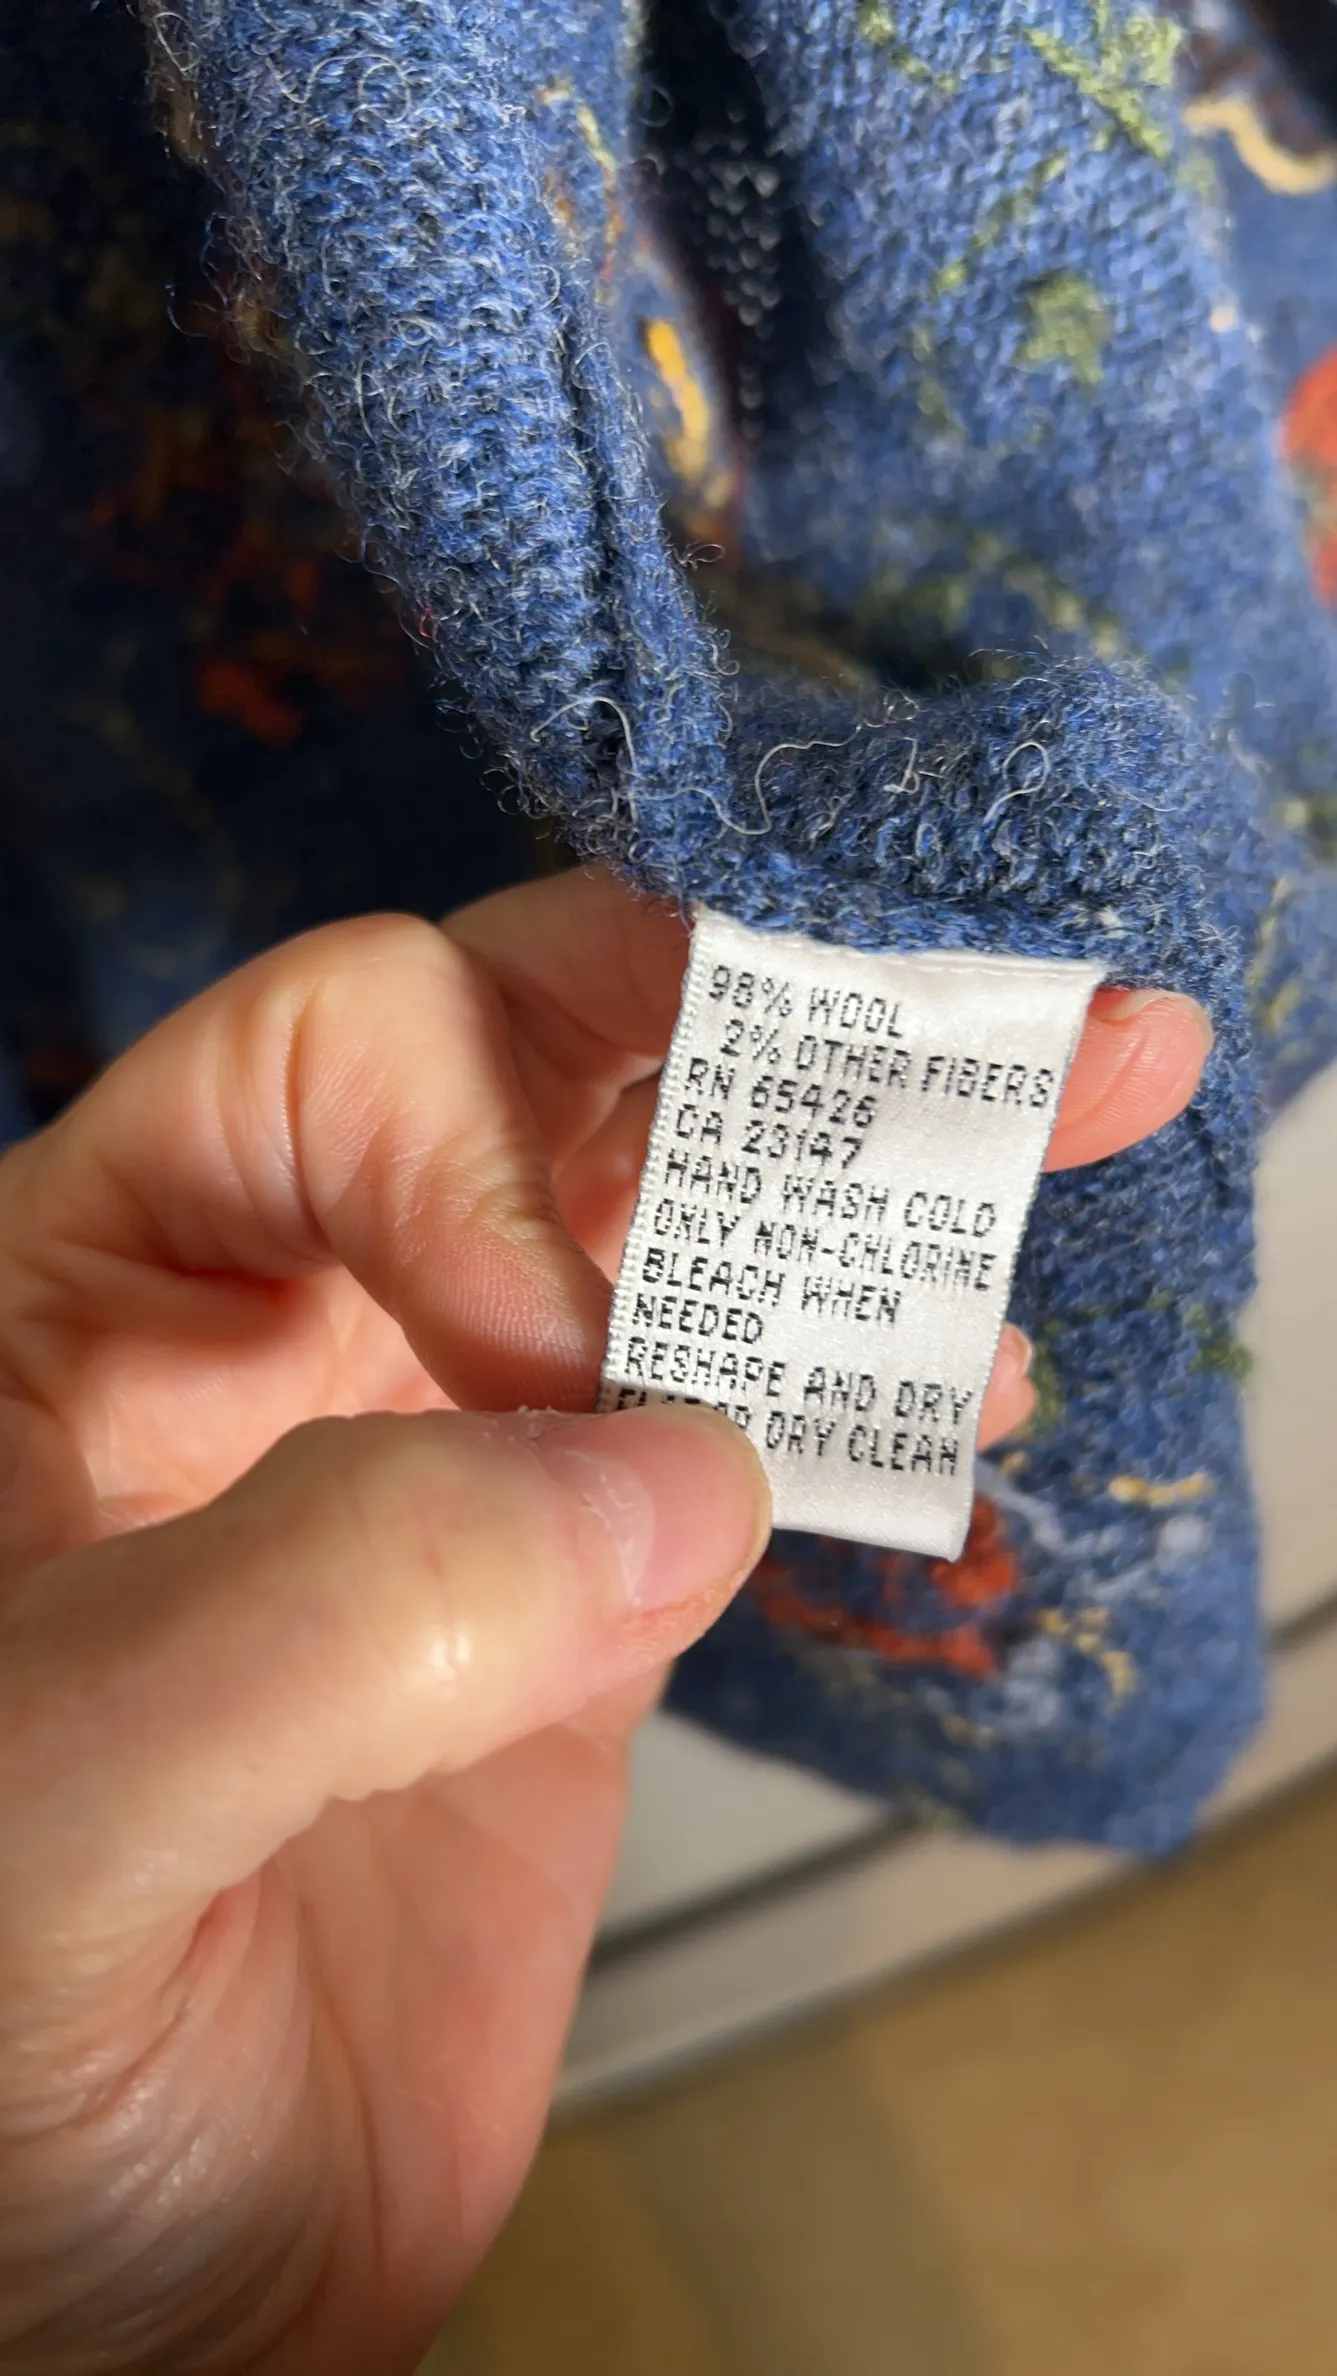 98% WOOL
2% OTHER FIBERS
RN 65426
CA 23147
HAND WASH COLD
ONLY NON-CHLORINE
BLEACH WHEN
NEEDED
RESHAPE AND DRY
OR DRY CLEAN